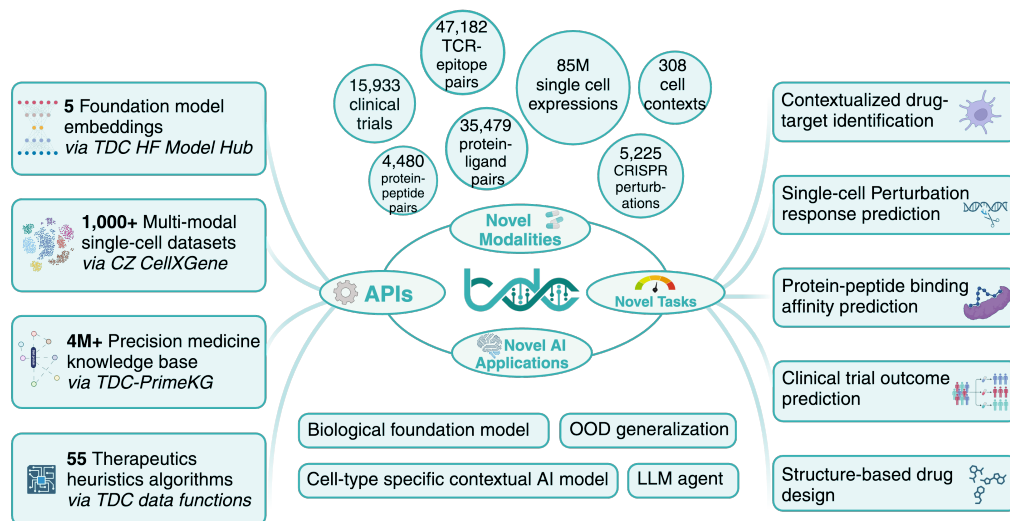 47,182
TCR-
epitope
pairs
85M
single cell
expressions
308
cell
contexts
15,933
clinical
trials
35,479
protein-
ligand
pairs
4,480
protein-
peptide
pairs
5,225
CRISPR
perturb-
ations
5 Foundation model
embeddings
via TDC HF Model Hub
1,000+ Multi-modal
single-cell datasets
via CZ CellXGene
4M+ Precision medicine
knowledge base
via TDC-PrimeKG
55 Therapeutics
heuristics algorithms
via TDC data functions
Novel
Modalities
APIs
tdc
Novel Tasks
Novel AI
Applications
Biological foundation model
OOD generalization
Cell-type specific contextual AI model
LLM agent
Contextualized drug-
target identification
Single-cell Perturbation
response prediction
Protein-peptide binding
affinity prediction
Clinical trial outcome
prediction
Structure-based drug
design